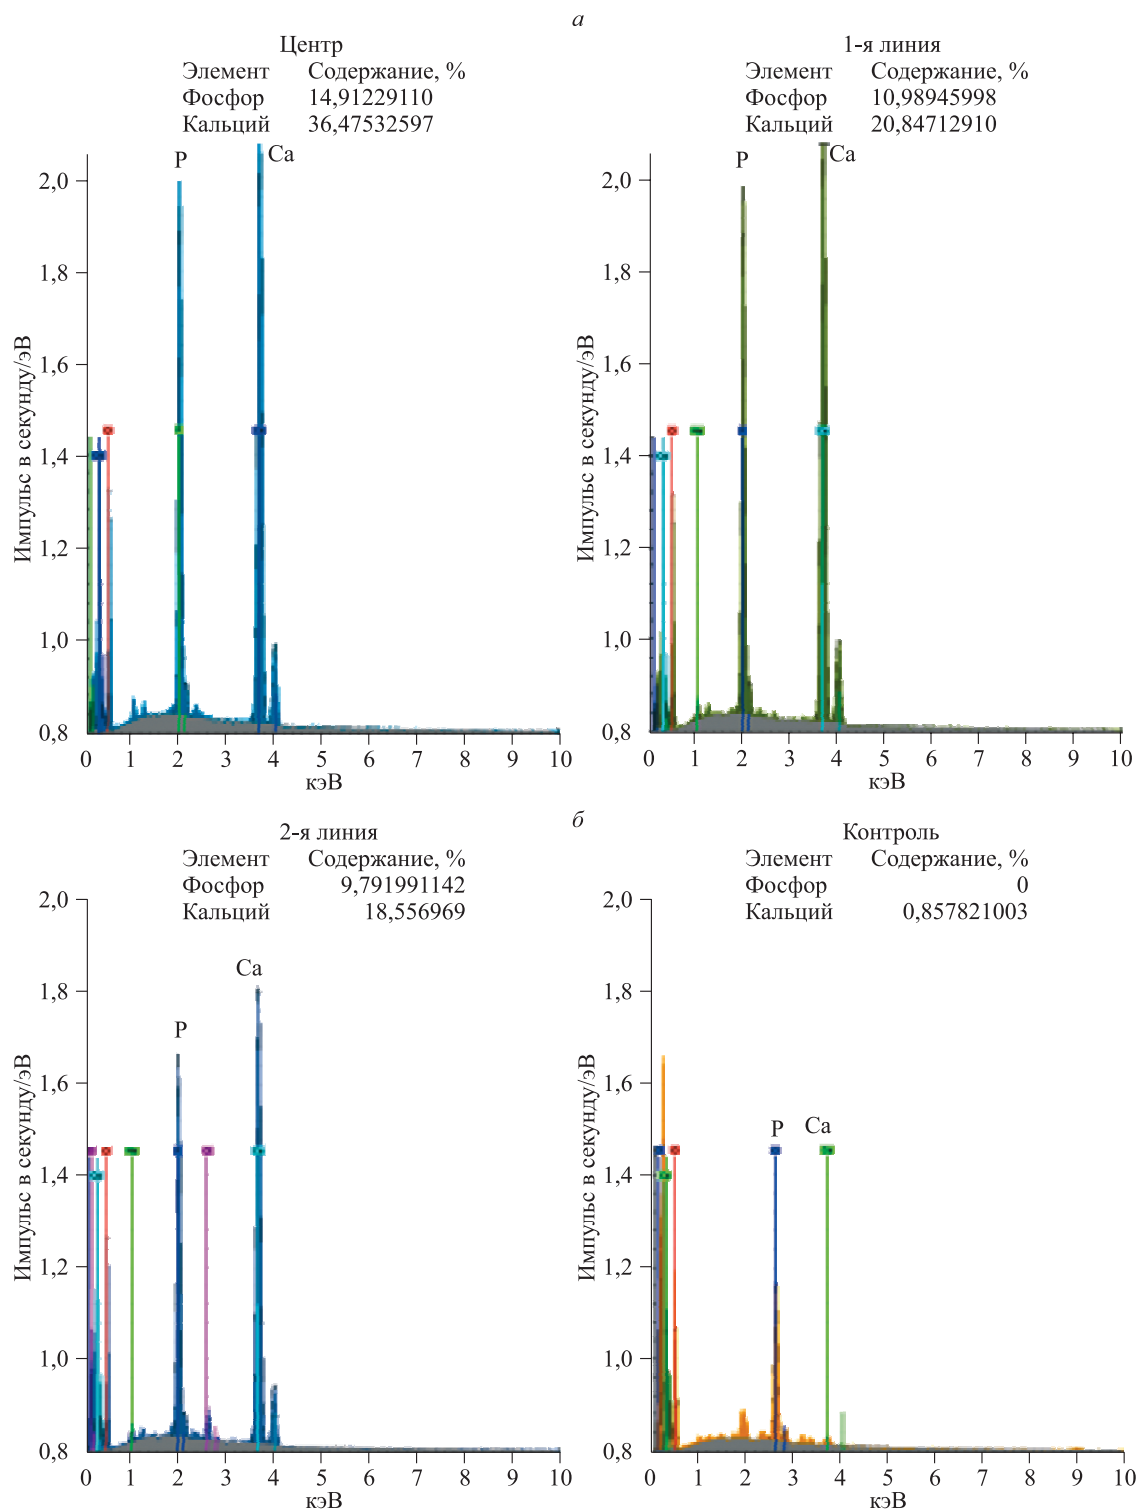 а
Центр
Элемент Содержание, %
Фосфор 14,91229110
Кальций 36,47532597
P
Ca
2,0
1,8
1,6
1,4
1,2
1,0
0,8
Импульс в секунду/эВ
0 1 2 3 4 5 6 7 8 9 10
кэВ
1-я линия
Элемент Содержание, %
Фосфор 10,98945998
Кальций 20,84712910
P
Ca
2,0
1,8
1,6
1,4
1,2
1,0
0,8
Импульс в секунду/эВ
0 1 2 3 4 5 6 7 8 9 10
кэВ
б
2-я линия
Элемент Содержание, %
Фосфор 9,791991142
Кальций 18,556969
Ca
P
2,0
1,8
1,6
1,4
1,2
1,0
0,8
Импульс в секунду/эВ
0 1 2 3 4 5 6 7 8 9 10
кэВ
Контроль
Элемент Содержание, %
Фосфор 0
Кальций 0,857821003
P Ca
2,0
1,8
1,6
1,4
1,2
1,0
0,8
Импульс в секунду/эВ
0 1 2 3 4 5 6 7 8 9 10
кэВ